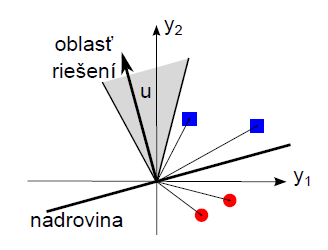 y2
oblasť
riešení
u
y1
nadrovina